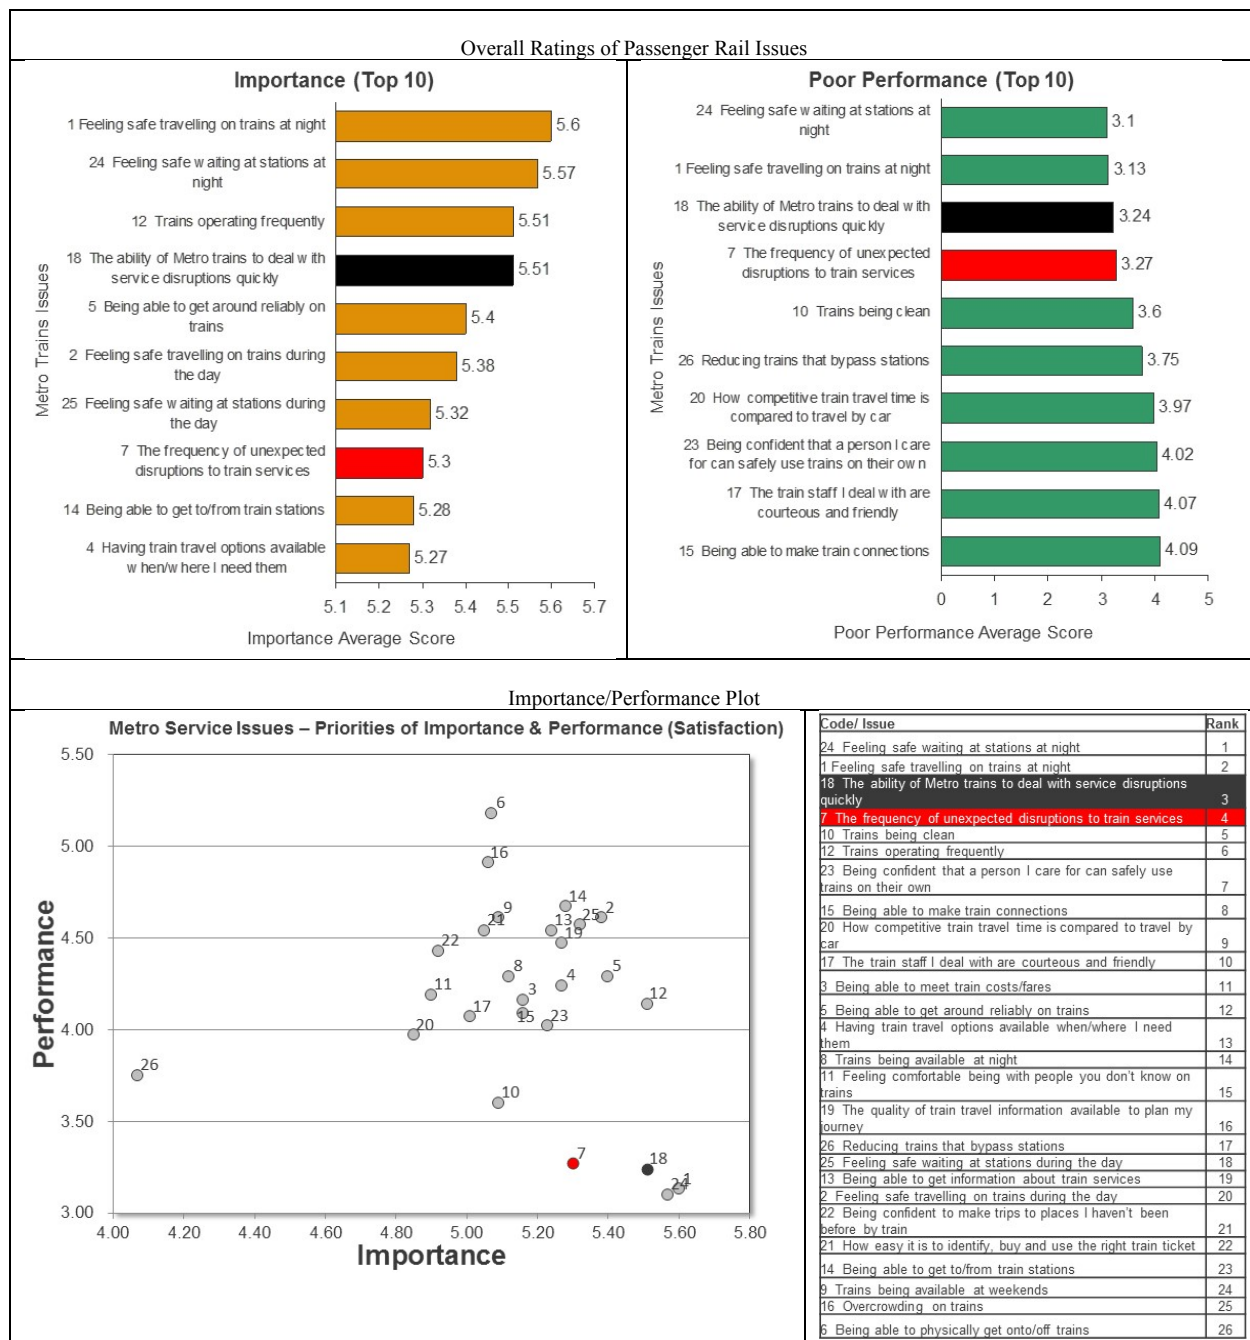 Overall Ratings of Passenger Rail Issues
Importance (Top 10)
Metro Trains Issues
1 Feeling safe travelling on trains at night
5.6
24 Feeling safe waiting at stations at
night
5.57
12 Trains operating frequently
5.51
18 The ability of Metro trains to deal with
service disruptions quickly
5.51
5 Being able to get around reliably on
trains
5.4
2 Feeling safe travelling on trains during
the day
5.38
25 Feeling safe waiting at stations during
the day
5.32
7 The frequency of unexpected
disruptions to train services
5.3
14 Being able to get to/from train stations
5.28
4 Having train travel options available
when/where I need them
5.27
5.1 5.2 5.3 5.4 5.5 5.6 5.7
Importance Average Score
Poor Performance (Top 10)
Metro Trains Issues
24 Feeling safe waiting at stations at
night
3.1
1 Feeling safe travelling on trains at night
3.13
18 The ability of Metro trains to deal with
service disruptions quickly
3.24
7 The frequency of unexpected
disruptions to train services
3.27
10 Trains being clean
3.6
26 Reducing trains that bypass stations
3.75
20 How competitive train travel time is
compared to travel by car
3.97
23 Being confident that a person I care
for can safely use trains on their own
4.02
17 The train staff I deal with are
courteous and friendly
4.07
15 Being able to make train connections
4.09
0 1 2 3 4 5
Poor Performance Average Score
Importance/Performance Plot
Metro Service Issues – Priorities of Importance & Performance (Satisfaction)
Performance
5.50
5.00
4.50
4.00
3.50
3.00
6
16
14
9
21
13
25
2
19
22
8
4
5
11
3
12
17
15
23
20
26
10
7
18
1
24
4.00 4.20 4.40 4.60 4.80 5.00 5.20 5.40 5.60 5.80
Importance
Code/ Issue Rank
24 Feeling safe waiting at stations at night 1
1 Feeling safe travelling on trains at night 2
18 The ability of Metro trains to deal with service disruptions
quickly 3
7 The frequency of unexpected disruptions to train services 4
10 Trains being clean 5
12 Trains operating frequently 6
23 Being confident that a person I care for can safely use
trains on their own 7
15 Being able to make train connections 8
20 How competitive train travel time is compared to travel by
car 9
17 The train staff I deal with are courteous and friendly 10
3 Being able to meet train costs/fares 11
5 Being able to get around reliably on trains 12
4 Having train travel options available when/where I need
them 13
8 Trains being available at night 14
11 Feeling comfortable being with people you don't know on
trains 15
19 The quality of train travel information available to plan my
journey 16
26 Reducing trains that bypass stations 17
25 Feeling safe waiting at stations during the day 18
13 Being able to get information about train services 19
2 Feeling safe travelling on trains during the day 20
22 Being confident to make trips to places I haven't been
before by train 21
21 How easy it is to identify, buy and use the right train ticket 22
14 Being able to get to/from train stations 23
9 Trains being available at weekends 24
16 Overcrowding on trains 25
6 Being able to physically get onto/off trains 26